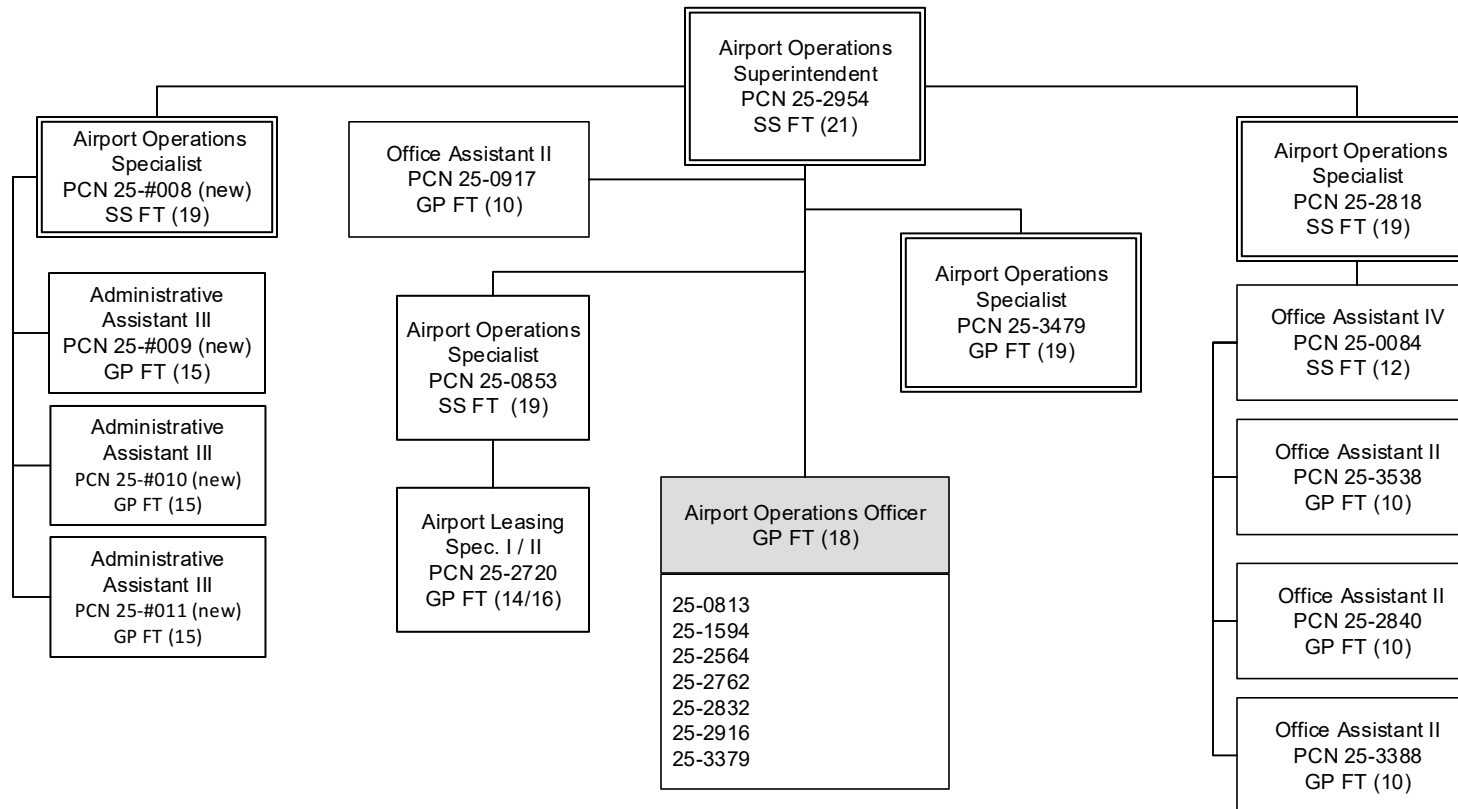 Airport Operations
Superintendent
PCN 25-2954
SS FT (21)
Airport Operations
Specialist
PCN 25-#008 (new)
SS FT (19)
Administrative
Assistant III
PCN 25-#009 (new)
GP FT (15)
Administrative
Assistant III
PCN 25-#010 (new)
GP FT (15)
Administrative
Assistant III
PCN 25-#011 (new)
GP FT (15)
Office Assistant II
PCN 25-0917
GP FT (10)
Airport Operations
Specialist
PCN 25-0853
SS FT (19)
Airport Leasing
Spec. I / II
PCN 25-2720
GP FT (14/16)
Airport Operations
Specialist
PCN 25-3479
GP FT (19)
Airport Operations Officer
GP FT (18)
25-0813
25-1594
25-2564
25-2762
25-2832
25-2916
25-3379
Airport Operations
Specialist
PCN 25-2818
SS FT (19)
Office Assistant IV
PCN 25-0084
SS FT (12)
Office Assistant II
PCN 25-3538
GP FT (10)
Office Assistant II
PCN 25-2840
GP FT (10)
Office Assistant II
PCN 25-3388
GP FT (10)